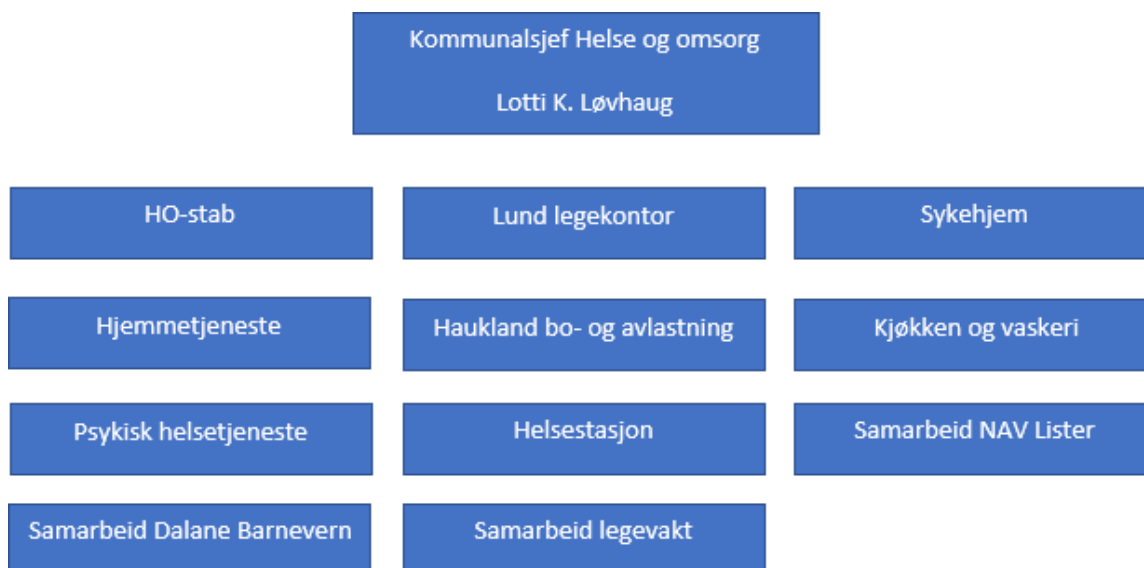 Kommunalsjef Helse og omsorg
Lotti K. Løvhaug
HO-stab
Lund legekontor
Sykehjem
Hjemmetjeneste
Haukland bo- og avlastning
Kjøkken og vaskeri
Psykisk helsetjeneste
Helsestasjon
Samarbeid NAV Lister
Samarbeid Dalane Barnevern
Samarbeid legevakt